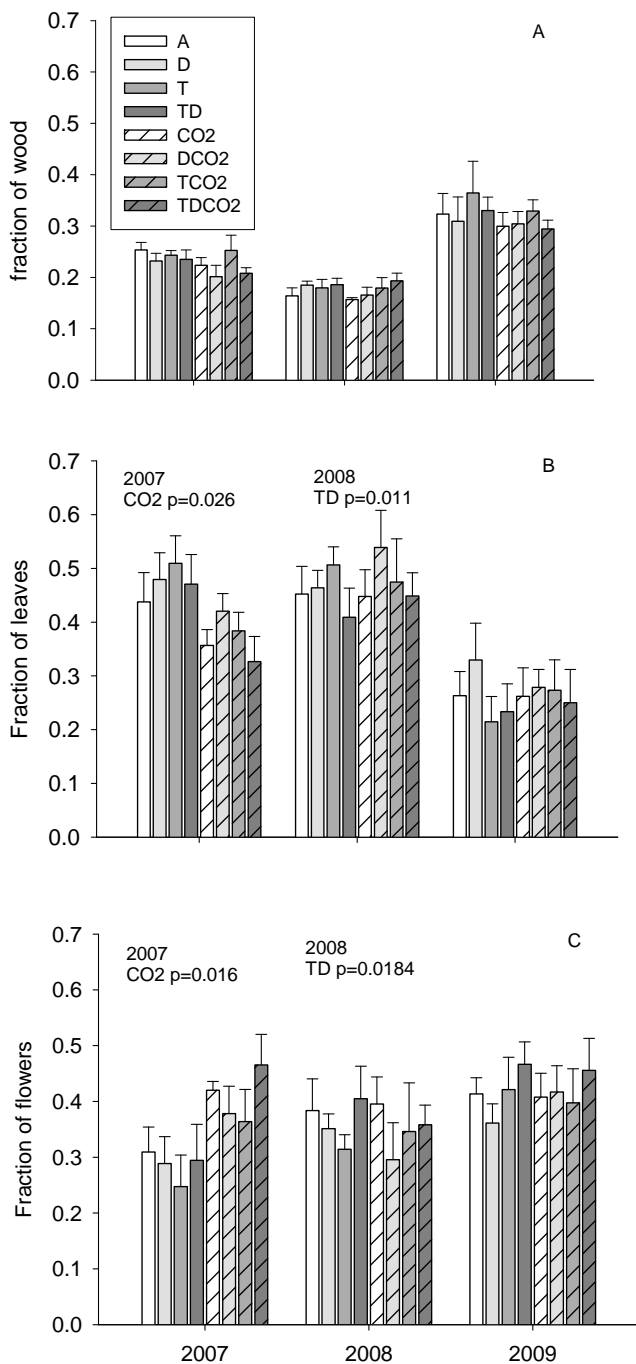 A
0.7
0.6
0.5
0.4
0.3
0.2
0.1
0.0
fraction of wood
A
D
T
TD
CO2
DCO2
TCO2
TDCO2
B
0.7
0.6
0.5
0.4
0.3
0.2
0.1
0.0
Fraction of leaves
2007
CO2 p=0.026
2008
TD p=0.011
C
0.7
0.6
0.5
0.4
0.3
0.2
0.1
0.0
Fraction of flowers
2007
CO2 p=0.016
2008
TD p=0.0184
2007 2008 2009